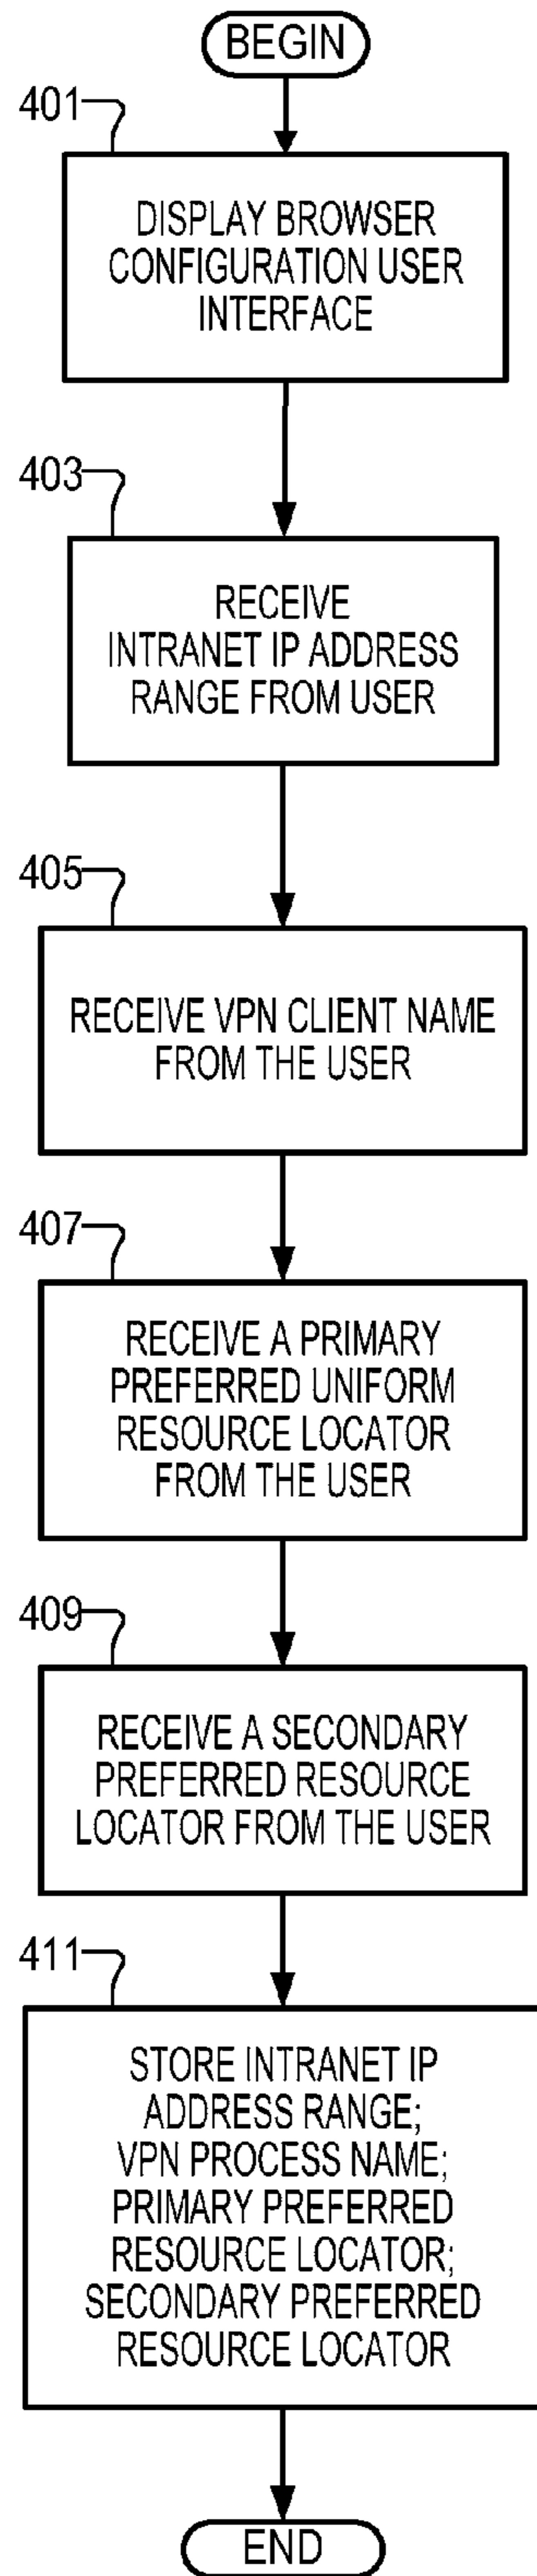 BEGIN
401
DISPLAY BROWSER
CONFIGURATION USER
INTERFACE
403
RECEIVE
INTRANET IP ADDRESS
RANGE FROM USER
405
RECEIVE VPN CLIENT NAME
FROM THE USER
407
RECEIVE A PRIMARY
PREFERRED UNIFORM
RESOURCE LOCATOR
FROM THE USER
409
RECEIVE A SECONDARY
PREFERRED RESOURCE
LOCATOR FROM THE USER
411
STORE INTRANET IP
ADDRESS RANGE;
VPN PROCESS NAME;
PRIMARY PREFERRED
RESOURCE LOCATOR;
SECONDARY PREFERRED
RESOURCE LOCATOR
END